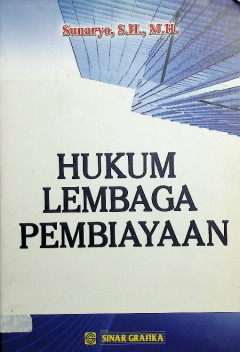 Sunaryo, S.H., M.H.
HUKUM
LEMBAGA
PEMBIAYAAN
SINAR GRAFIKA